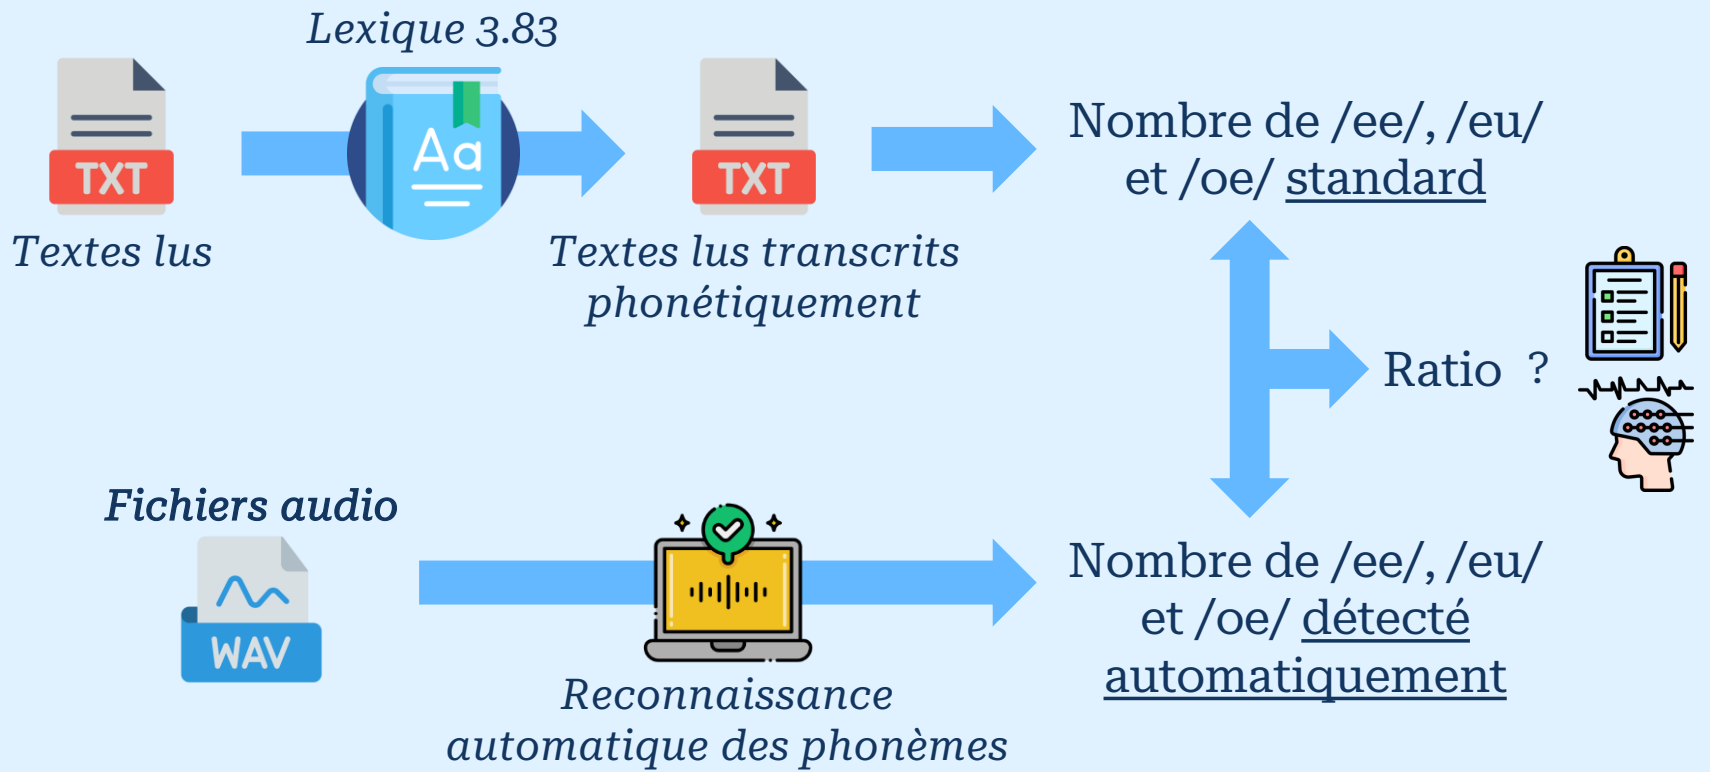 Lexique 3.83
TXT
Aa
TXT
Textes lus
Textes lus transcrits
phonétiquement
Nombre de /ee/, /eu/
et /oe/ standard
Ratio ?
Fichiers audio
WAV
Reconnaissance
automatique des phonèmes
Nombre de /ee/, /eu/
et /oe/ détecté
automatiquement